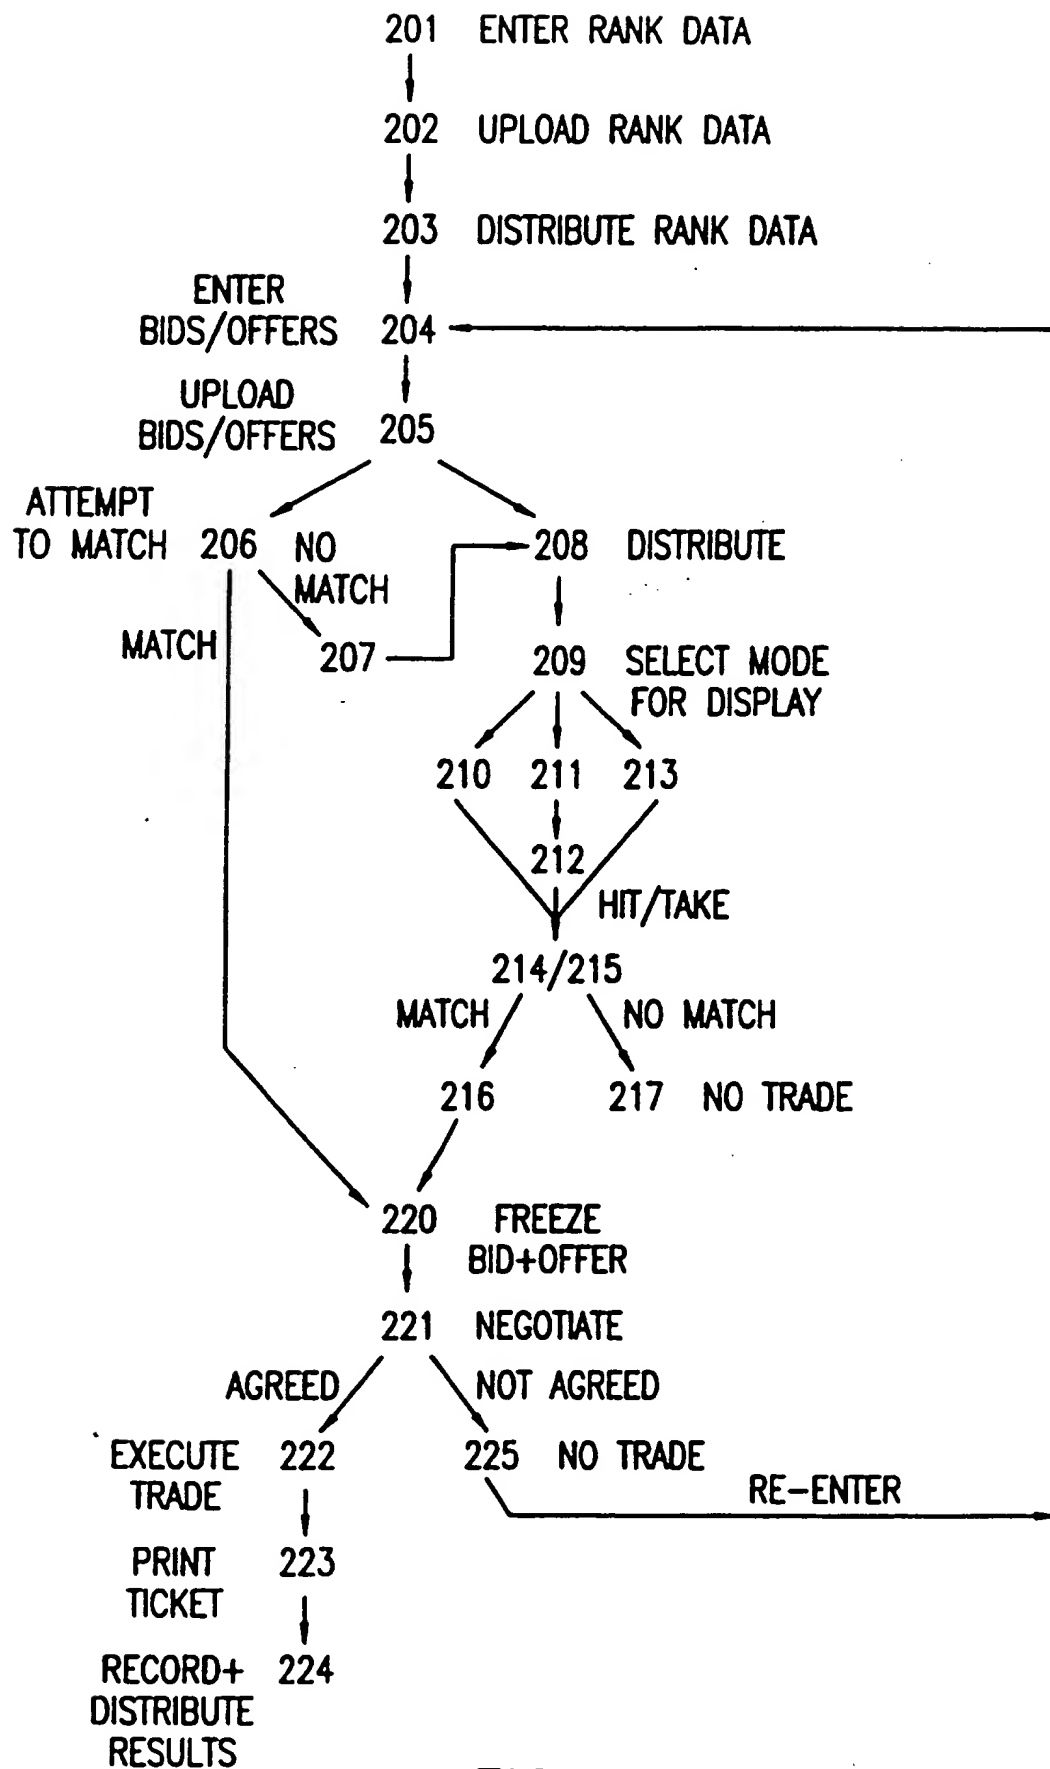 201 ENTER RANK DATA
202 UPLOAD RANK DATA
203 DISTRIBUTE RANK DATA
ENTER
BIDS/OFFERS 204
UPLOAD
BIDS/OFFERS 205
ATTEMPT
TO MATCH 206 NO
MATCH
208 DISTRIBUTE
MATCH
207
209 SELECT MODE
FOR DISPLAY
210 211 213
212
HIT/TAKE
214/215
MATCH NO MATCH
216 217 NO TRADE
220 FREEZE
BID+OFFER
221 NEGOTIATE
AGREED NOT AGREED
EXECUTE 222
TRADE
225 NO TRADE
RE-ENTER
PRINT 223
TICKET
RECORD+ 224
DISTRIBUTE
RESULTS